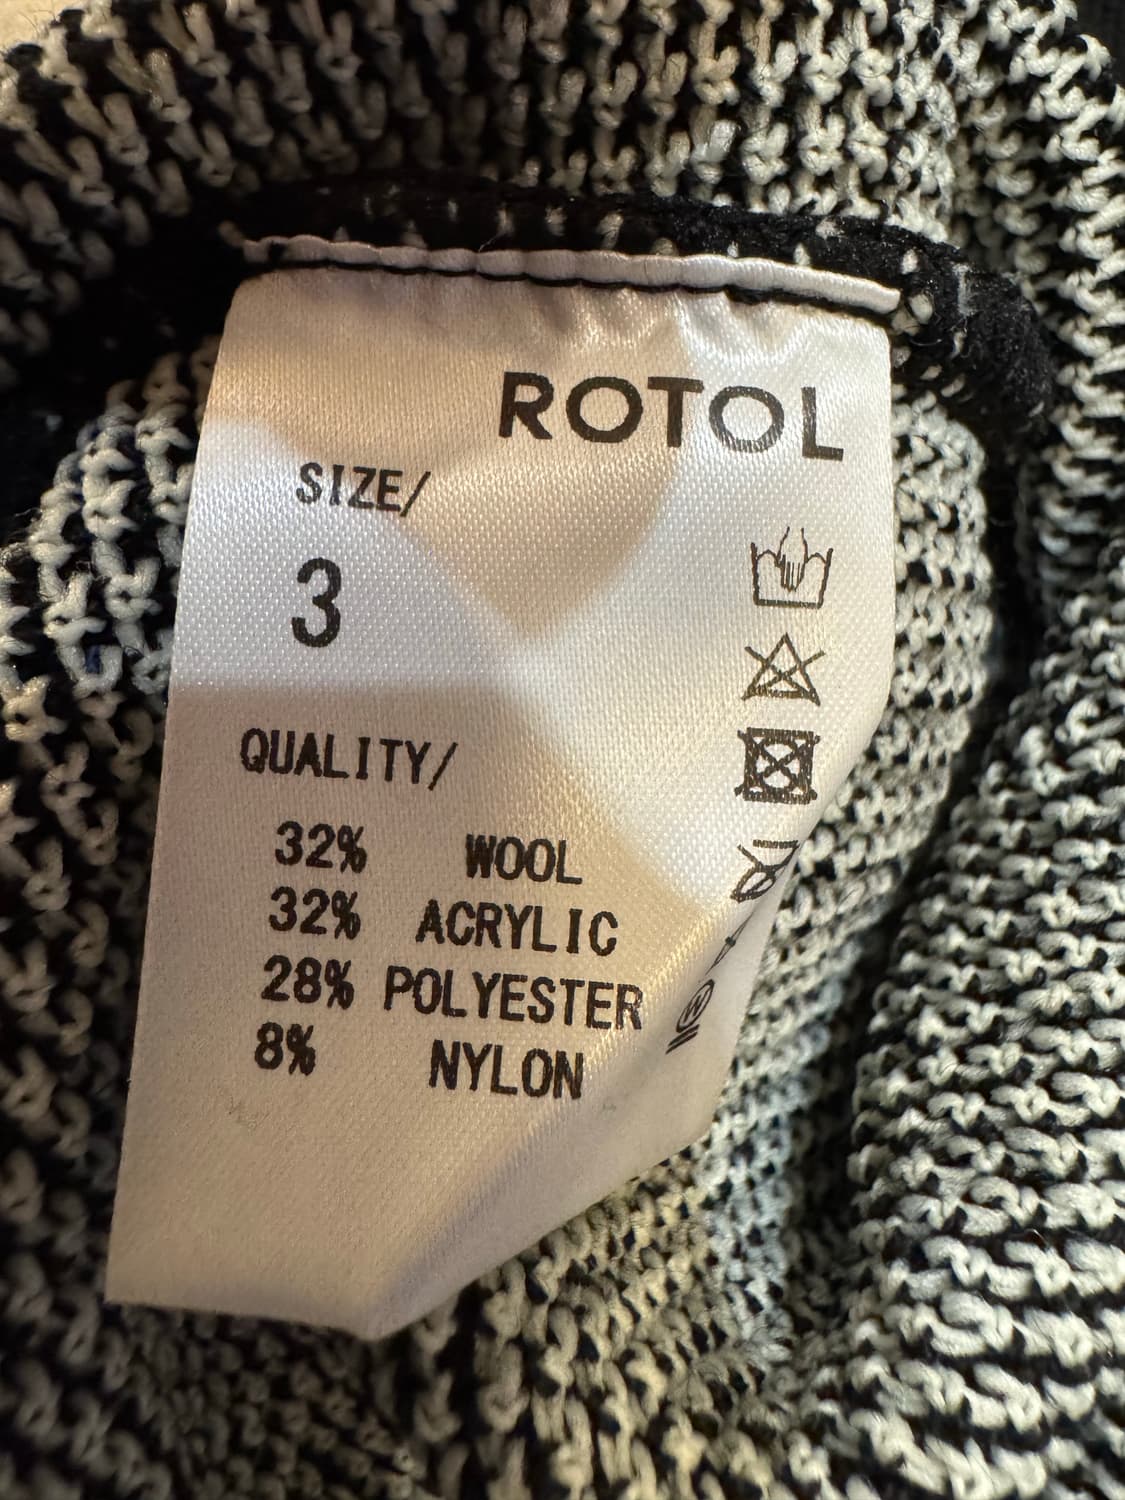 ROTOL
SIZE/
3
QUALITY/
32% WOOL
32% ACRYLIC
28% POLYESTER
8% NYLON
W